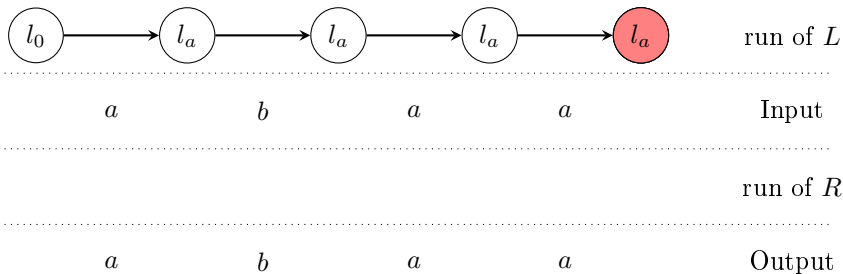 l₀ lₐ lₐ lₐ lₐ run of L
a b a a Input
run of R
a b a a Output